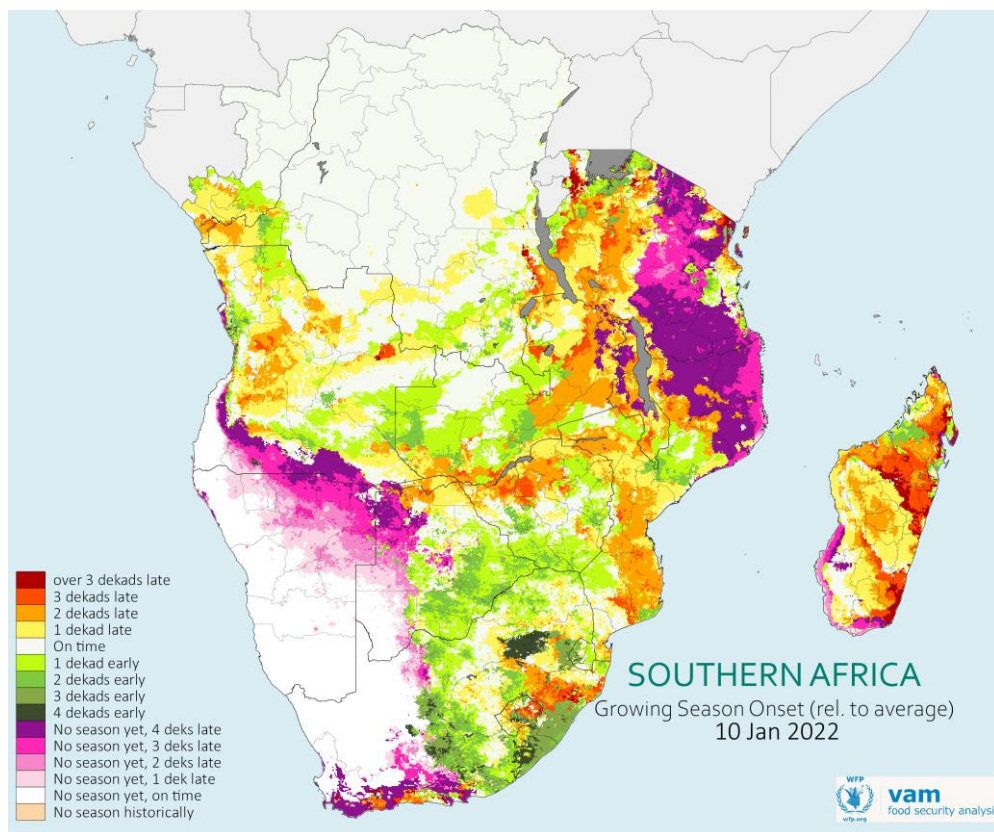 over 3 dekads late
3 dekads late
2 dekads late
1 dekad late
On time
1 dekad early
2 dekads early
3 dekads early
4 dekads early
No season yet, 4 deks late
No season yet, 3 deks late
No season yet, 2 deks late
No season yet, 1 dek late
No season yet, on time
No season historically
SOUTHERN AFRICA
Growing Season Onset (rel. to average)
10 Jan 2022
WFP
wfp.org
vam
food security analysi